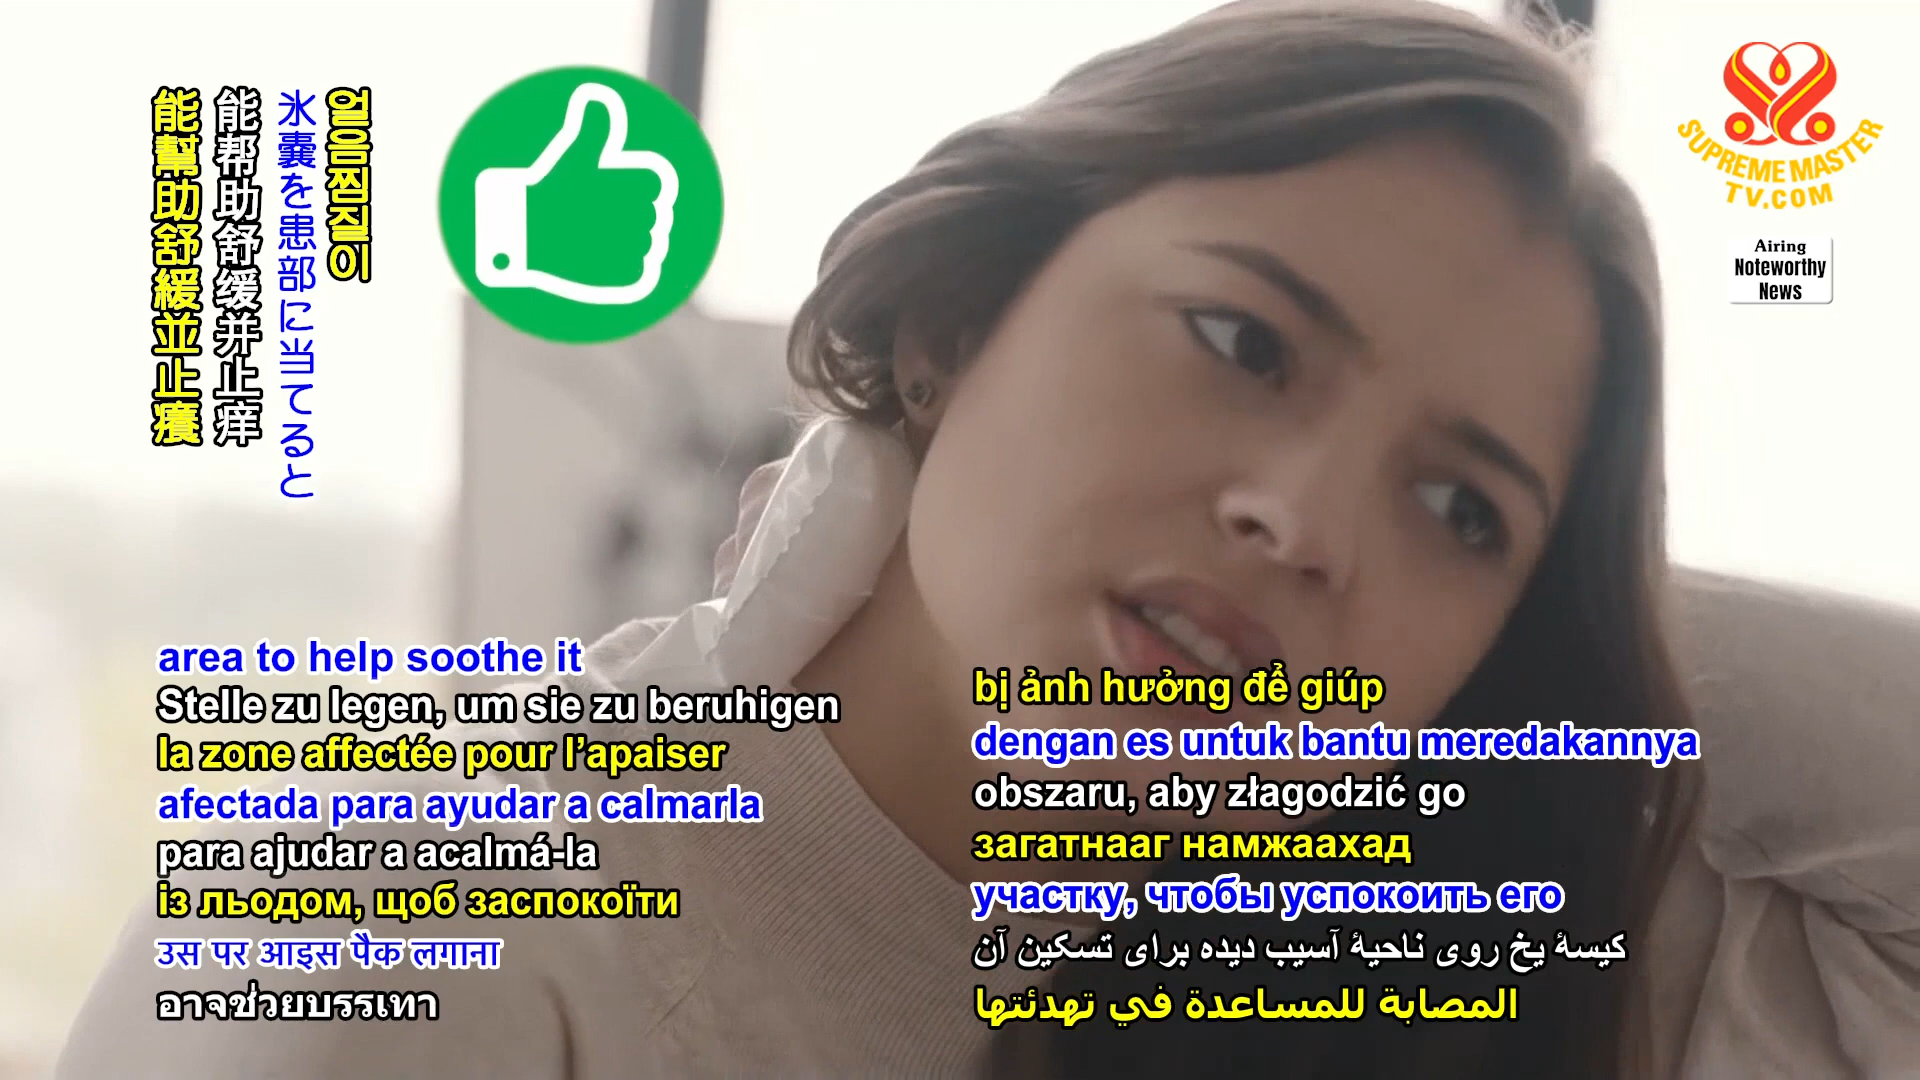 能幫助舒緩並止癢
能帮助舒缓并止痒
氷嚢を患部に当てると
얼음찜질이
SUPREME MASTER
TV.COM
Airing
Noteworthy
News
area to help soothe it
Stelle zu legen, um sie zu beruhigen
la zone affectée pour l’apaiser
afectada para ayudar a calmarla
para ajudar a acalmá-la
із льодом, щоб заспокоїти
उस पर आइस पैक लगाना
อาจช่วยบรรเทา
bị ảnh hưởng để giúp
dengan es untuk bantu meredakannya
obszaru, aby złagodzić go
загатнааг намжаахад
участку, чтобы успокоить его
کیسۀ یخ روی ناحیۀ آسیب دیده برای تسکین آن
المصابة للمساعدة في تهدئتها